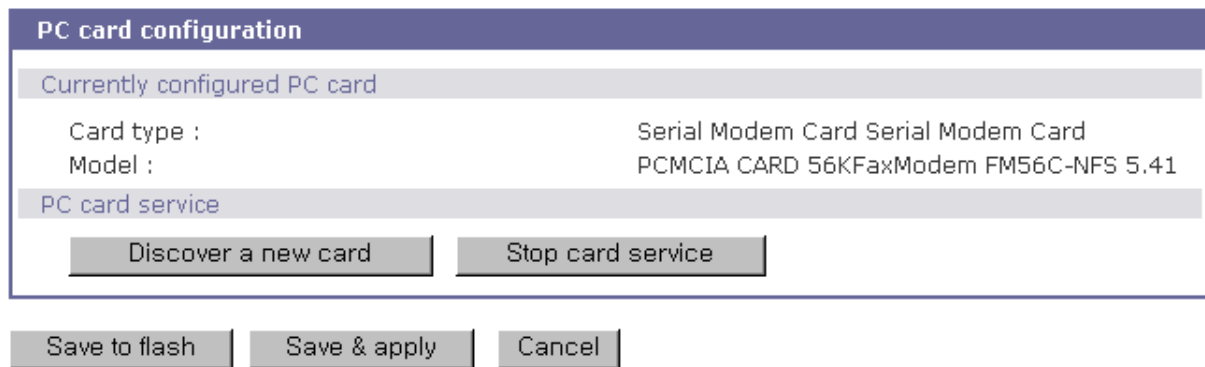 PC card configuration
Currently configured PC card
Card type : Serial Modem Card Serial Modem Card
Model : PCMCIA CARD 56KFaxModem FM56C-NFS 5.41
PC card service
Discover a new card Stop card service
Save to flash Save & apply Cancel